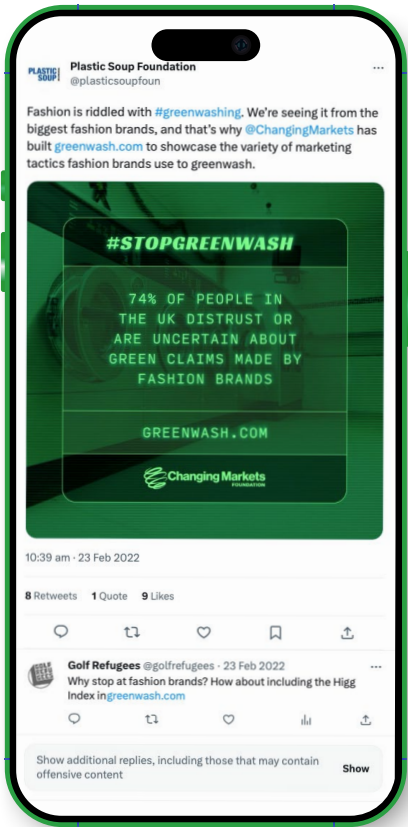 PLASTIC SOUP
Plastic Soup Foundation
@plasticsoupfoun
Fashion is riddled with #greenwashing. We're seeing it from the
biggest fashion brands, and that's why @ChangingMarkets has
built greenwash.com to showcase the variety of marketing
tactics fashion brands use to greenwash.
#STOPGREENWASH
74% OF PEOPLE IN
THE UK DISTRUST OR
ARE UNCERTAIN ABOUT
GREEN CLAIMS MADE BY
FASHION BRANDS
GREENWASH.COM
Changing Markets
FOUNDATION
10:39 am · 23 Feb 2022
8 Retweets 1 Quote 9 Likes
Golf Refugees @golfrefugees · 23 Feb 2022
Why stop at fashion brands? How about including the Higg
Index in greenwash.com
Show additional replies, including those that may contain
offensive content
Show